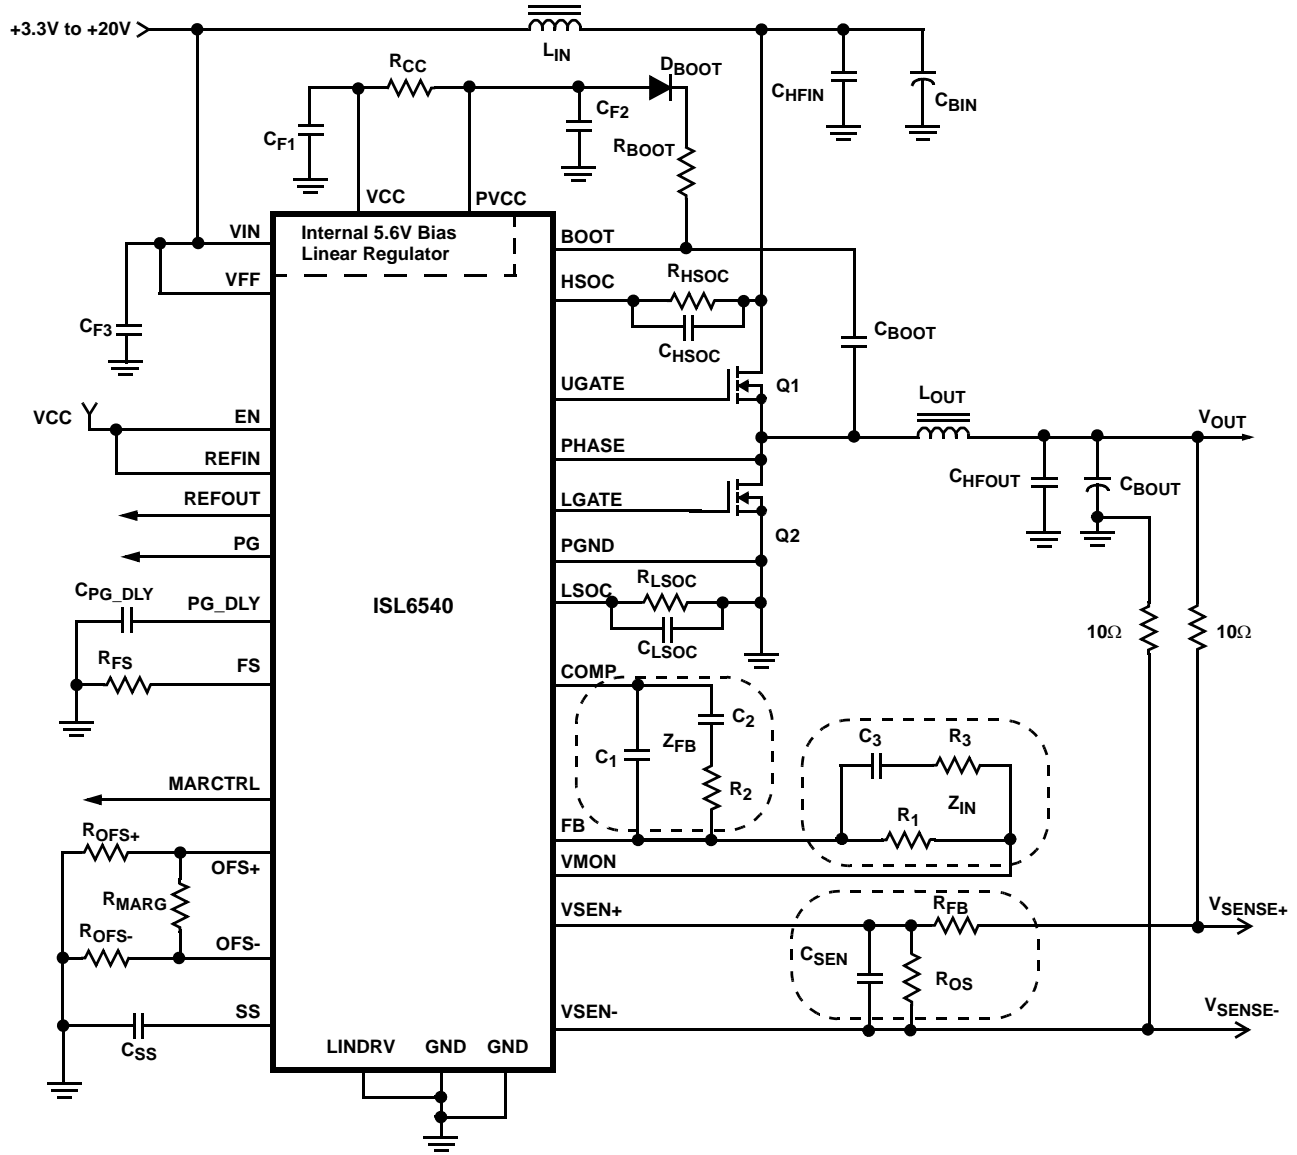 +3.3V to +20V
LIN
RCC
DBOOT
CHFIN
CBIN
CF1
CF2
RBOOT
VCC
PVCC
VIN
Internal 5.6V Bias
Linear Regulator
BOOT
VFF
HSOC
RHSOC
CF3
CHSOC
CBOOT
UGATE
Q1
LOUT
VCC
EN
VOUT
REFIN
PHASE
CHFOUT
CBOUT
REFOUT
LGATE
Q2
PG
PGND
CPG_DLY
PG_DLY
ISL6540
LSOC
RLSOC
10Ω
10Ω
CLSOC
RFS
FS
COMP
C2
C1
ZFB
C3
R3
MARCTRL
R2
ZIN
R1
ROFS+
FB
OFS+
VMON
RMARG
VSEN+
RFB
VSENSE+
ROFS-
OFS-
CSEN
ROS
SS
VSEN-
VSENSE-
CSS
LINDRV
GND
GND